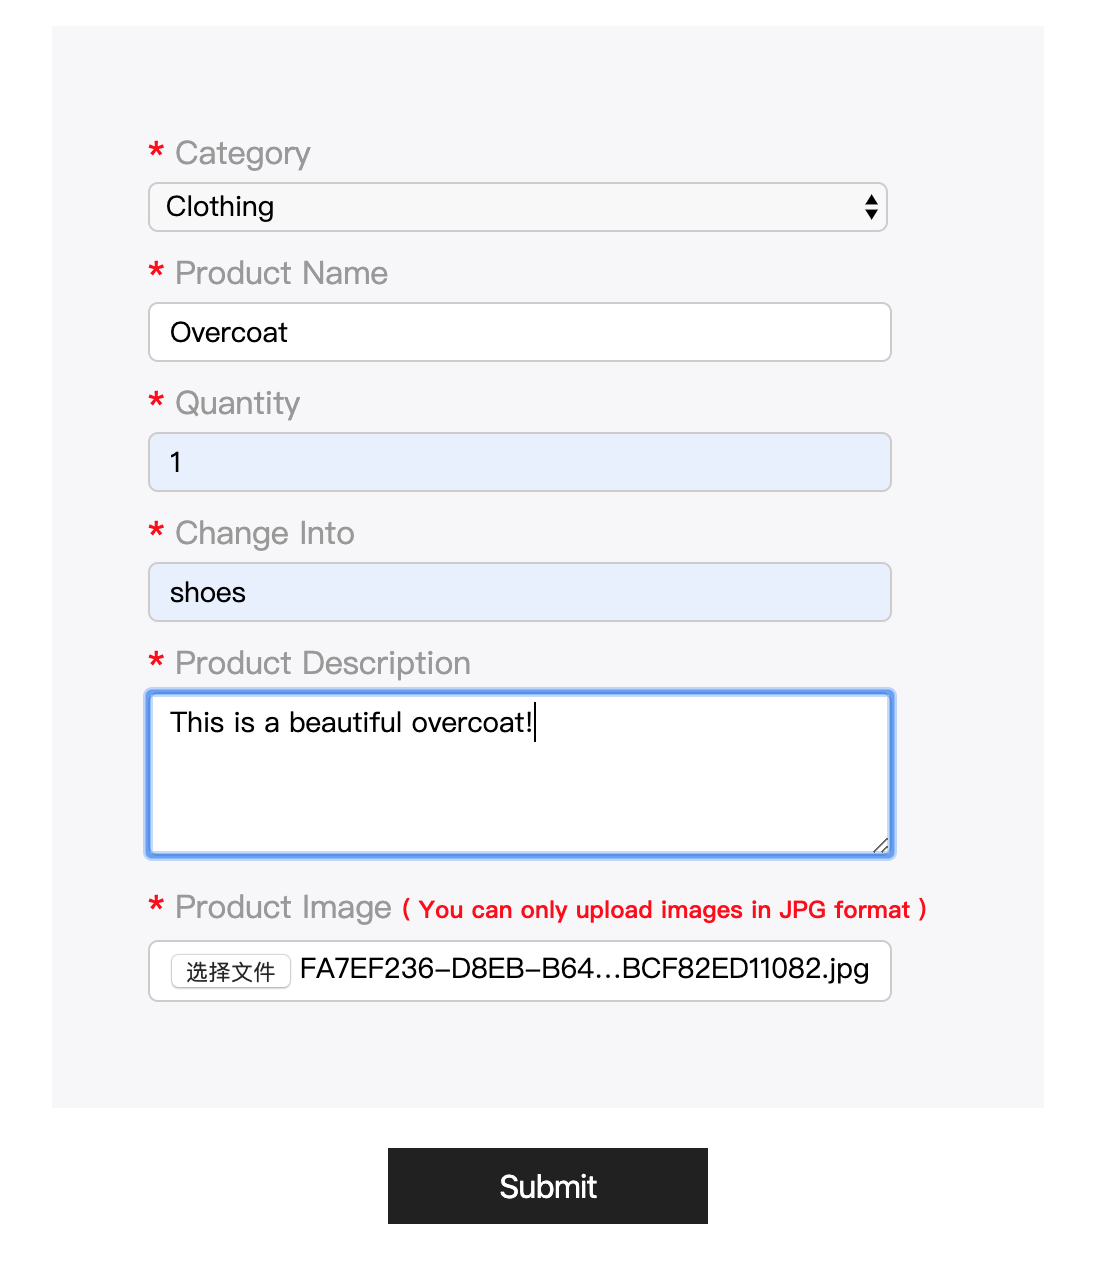 * Category
Clothing
* Product Name
Overcoat
* Quantity
1
* Change Into
shoes
* Product Description
This is a beautiful overcoat!
* Product Image ( You can only upload images in JPG format )
选择文件 FA7EF236-D8EB-B64...BCF82ED11082.jpg
Submit